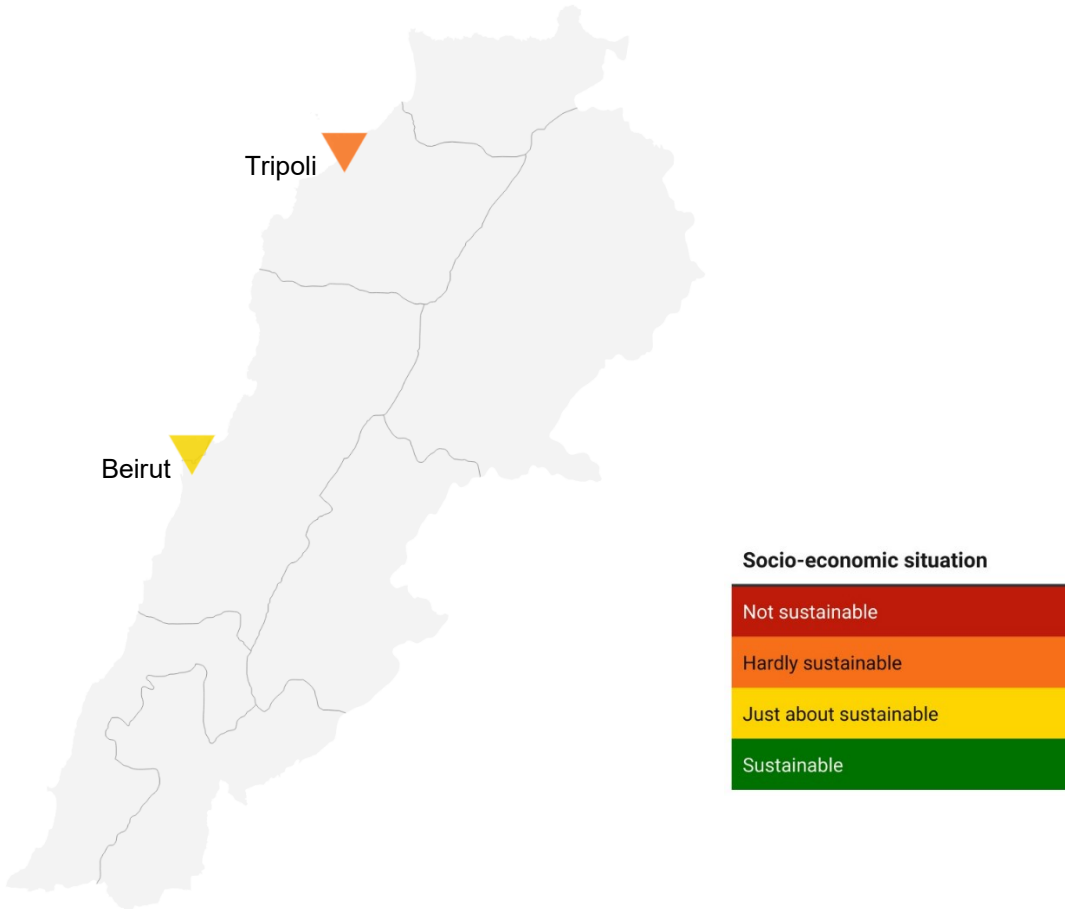 Tripoli
Beirut
Socio-economic situation
Not sustainable
Hardly sustainable
Just about sustainable
Sustainable